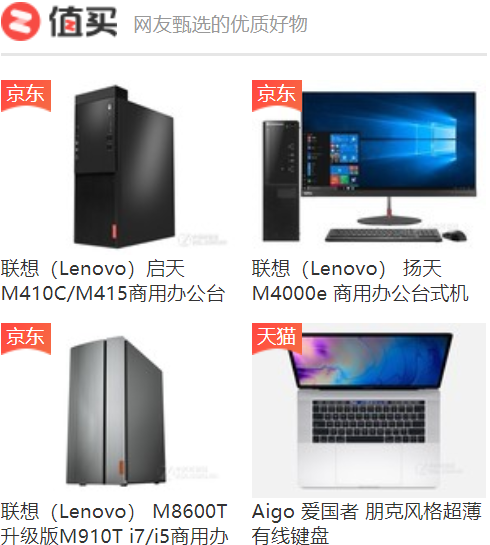 值买 网友甄选的优质好物
京东
京东
联想（Lenovo）启天
M410C/M415商用办公台
联想（Lenovo） 扬天
M4000e 商用办公台式机
京东
天猫
联想（Lenovo） M8600T
升级版M910T i7/i5商用办
Aigo 爱国者 朋克风格超薄
有线键盘